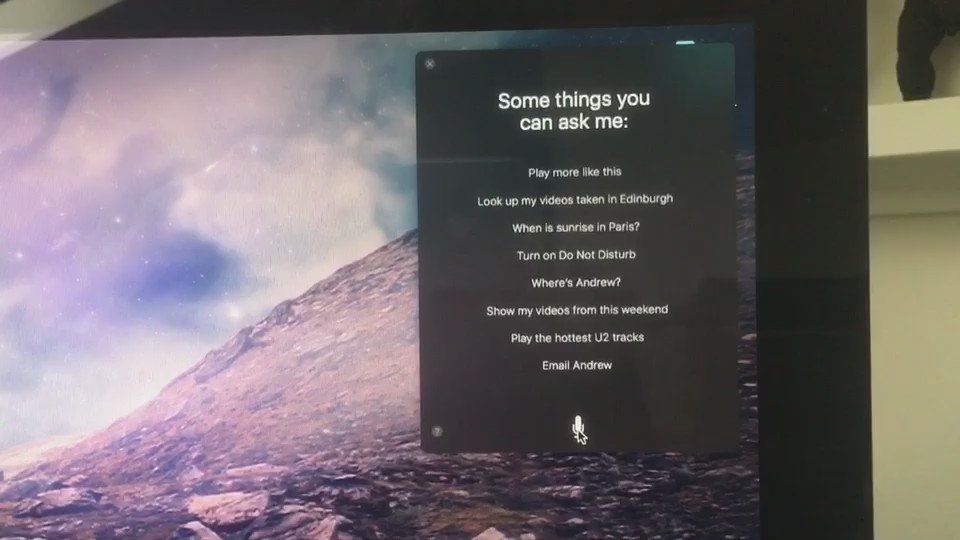 Some things you
can ask me:
Play more like this
Look up my videos taken in Edinburgh
When is sunrise in Paris?
Turn on Do Not Disturb
Where's Andrew?
Show my videos from this weekend
Play the hottest U2 tracks
Email Andrew
?